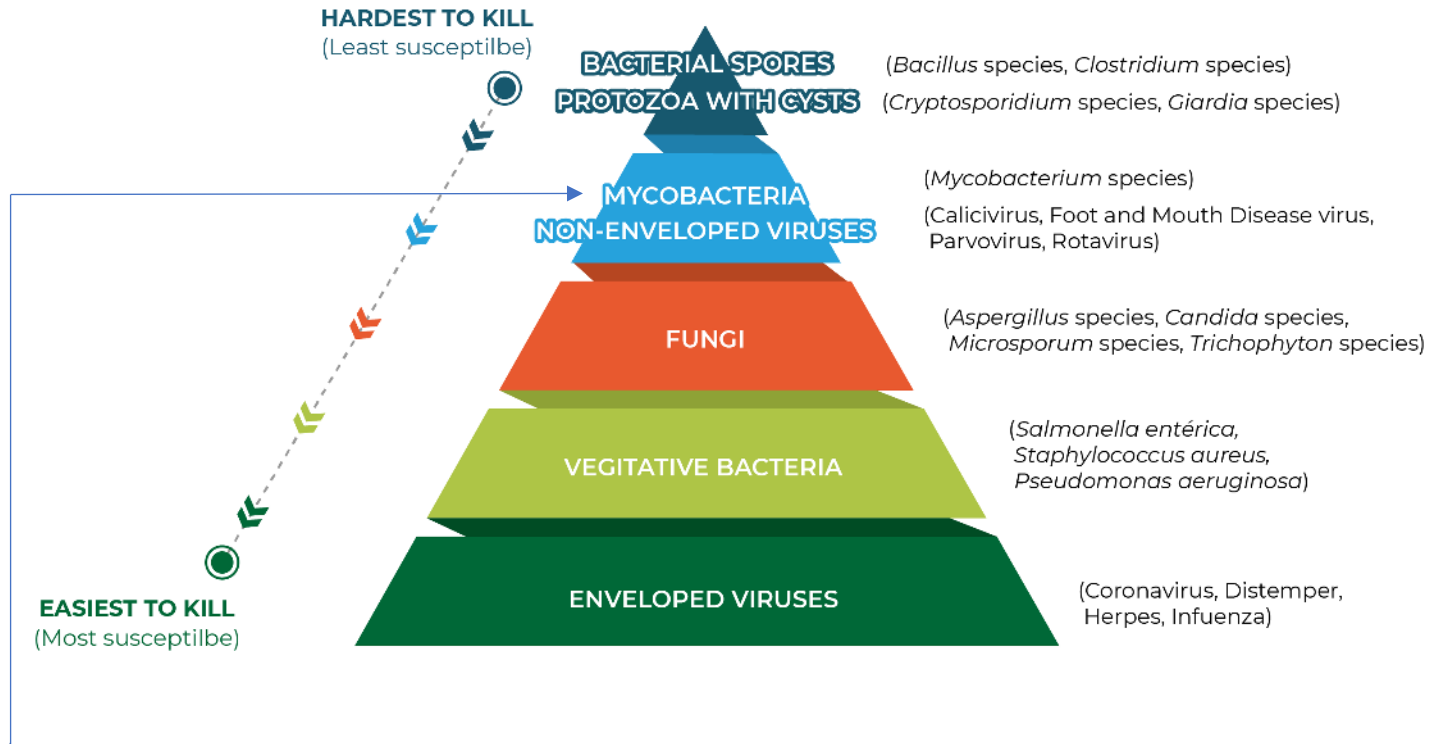 HARDEST TO KILL
(Least susceptilbe)
BACTERIAL SPORES
(Bacillus species, Clostridium species)
PROTOZOA WITH CYSTS
(Cryptosporidium species, Giardia species)
MYCOBACTERIA
(Mycobacterium species)
NON-ENVELOPED VIRUSES
(Calicivirus, Foot and Mouth Disease virus,
Parvovirus, Rotavirus)
FUNGI
(Aspergillus species, Candida species,
Microsporum species, Trichophyton species)
VEGITATIVE BACTERIA
(Salmonella entérica,
Staphylococcus aureus,
Pseudomonas aeruginosa)
ENVELOPED VIRUSES
(Coronavirus, Distemper,
Herpes, Infuenza)
EASIEST TO KILL
(Most susceptilbe)